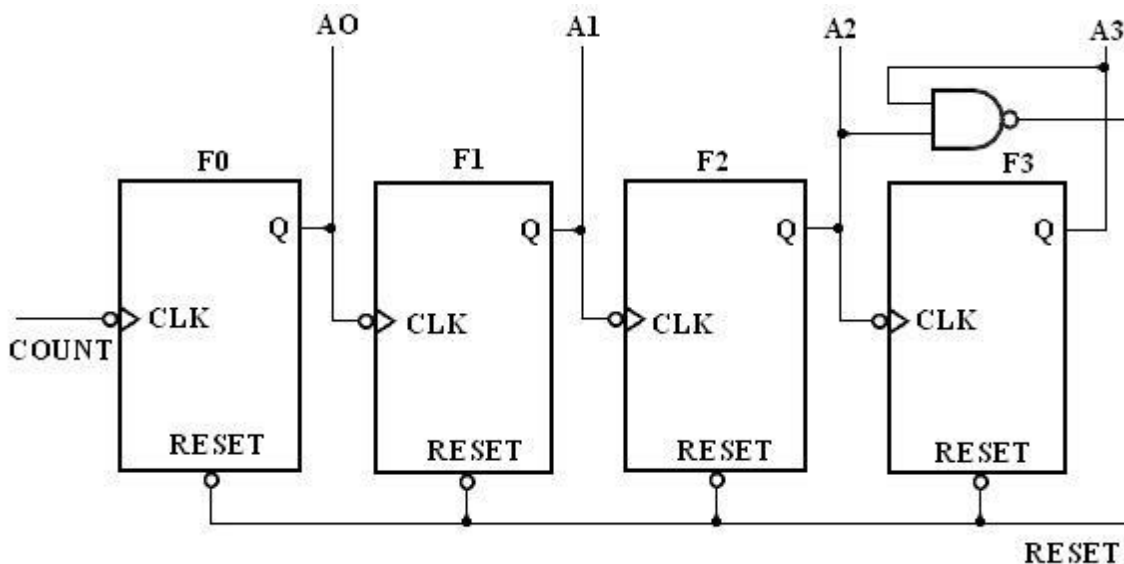 AO A1 A2 A3
F0 F1 F2 F3
Q Q Q Q
CLK CLK CLK CLK
COUNT
RESET RESET RESET RESET
RESET